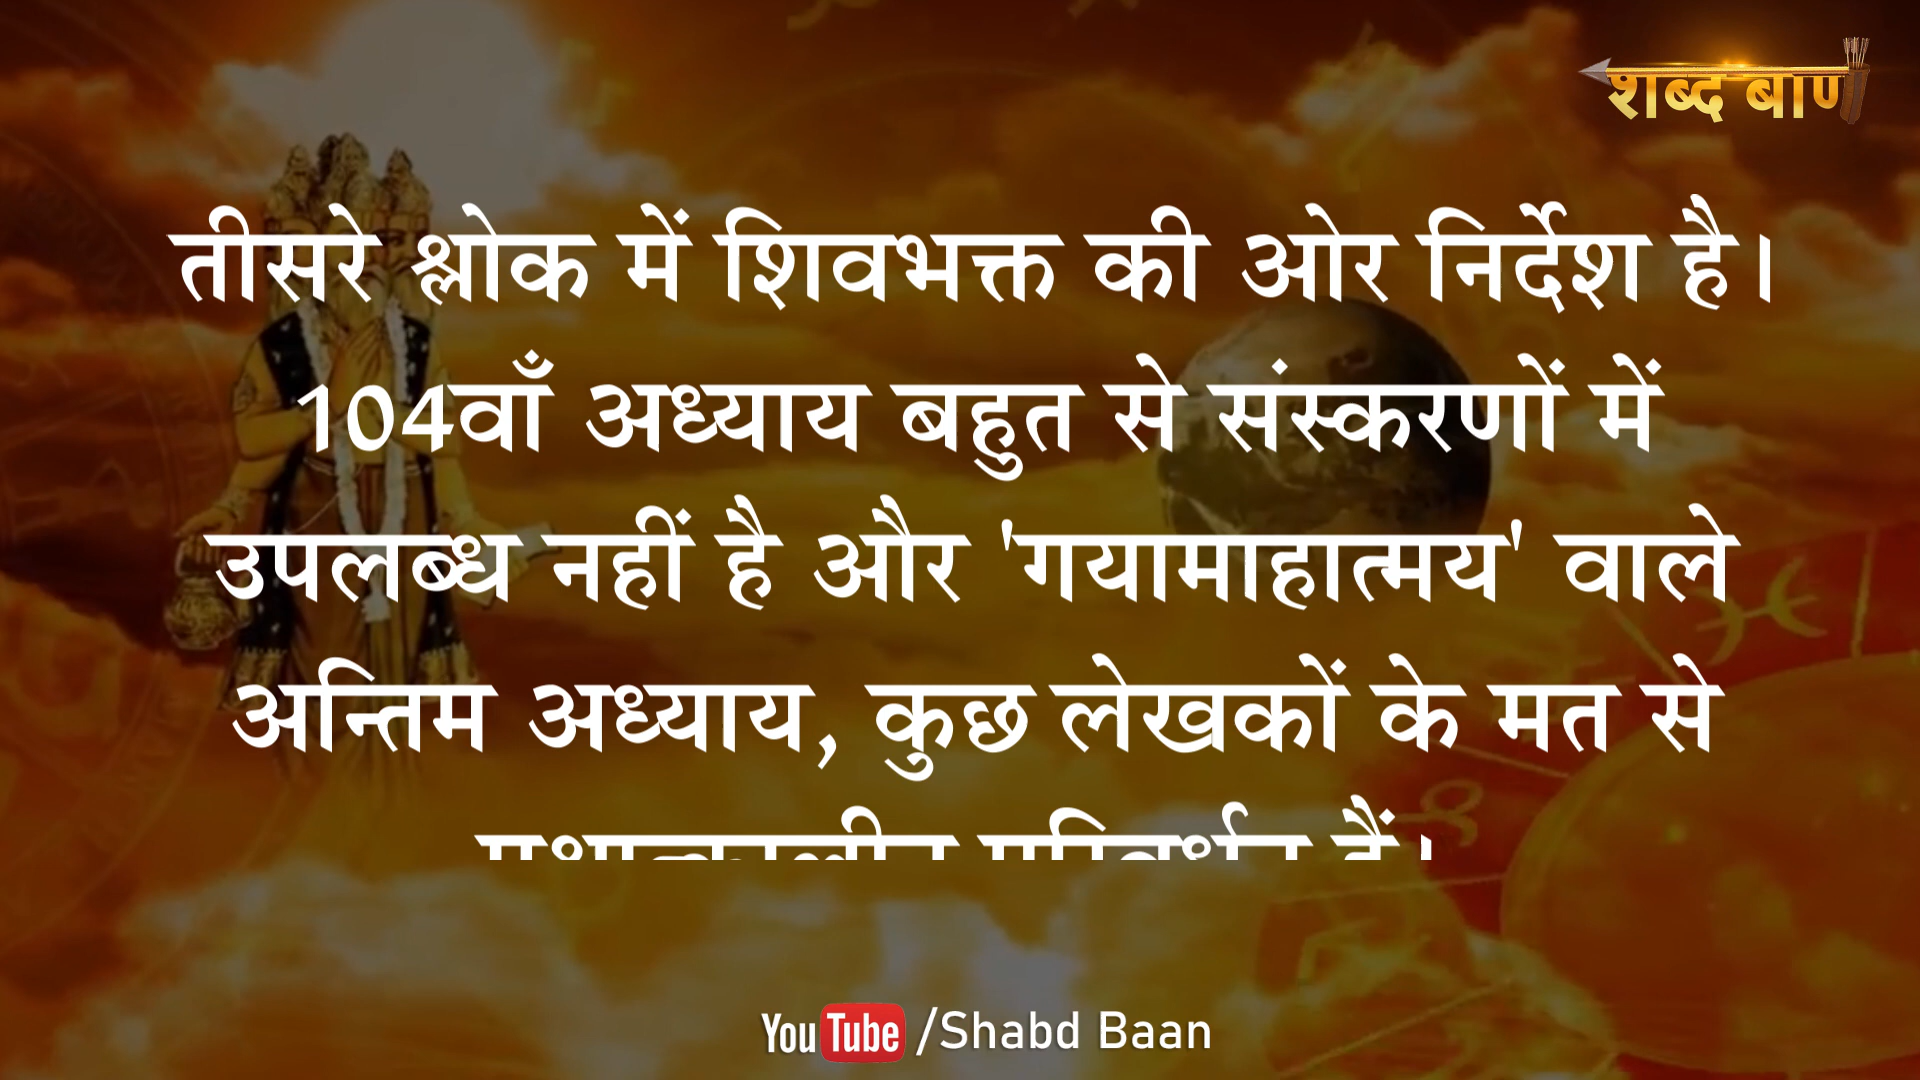 शब्द बाण
तीसरे श्लोक में शिवभक्त की ओर निर्देश है।
104वाँ अध्याय बहुत से संस्करणों में
उपलब्ध नहीं है और 'गयामाहात्मय' वाले
अन्तिम अध्याय, कुछ लेखकों के मत से
YouTube /Shabd Baan